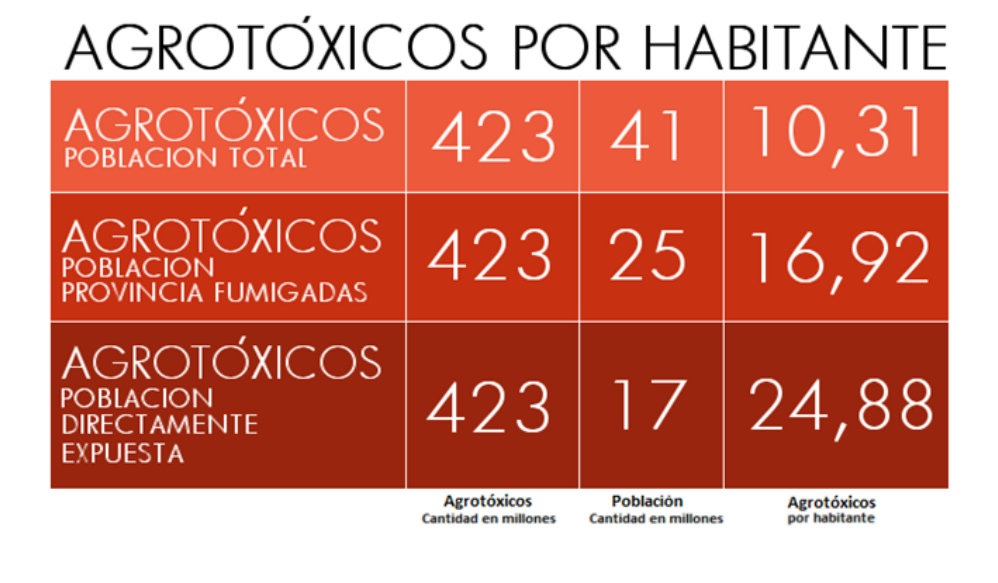 AGROTÓXICOS POR HABITANTE
AGROTÓXICOS
POBLACION TOTAL
423
41
10,31
AGROTÓXICOS
POBLACION
PROVINCIA FUMIGADAS
423
25
16,92
AGROTÓXICOS
POBLACION
DIRECTAMENTE
EXPUESTA
423
17
24,88
Agrotóxicos
Cantidad en millones
Población
Cantidad en millones
Agrotóxicos
por habitante